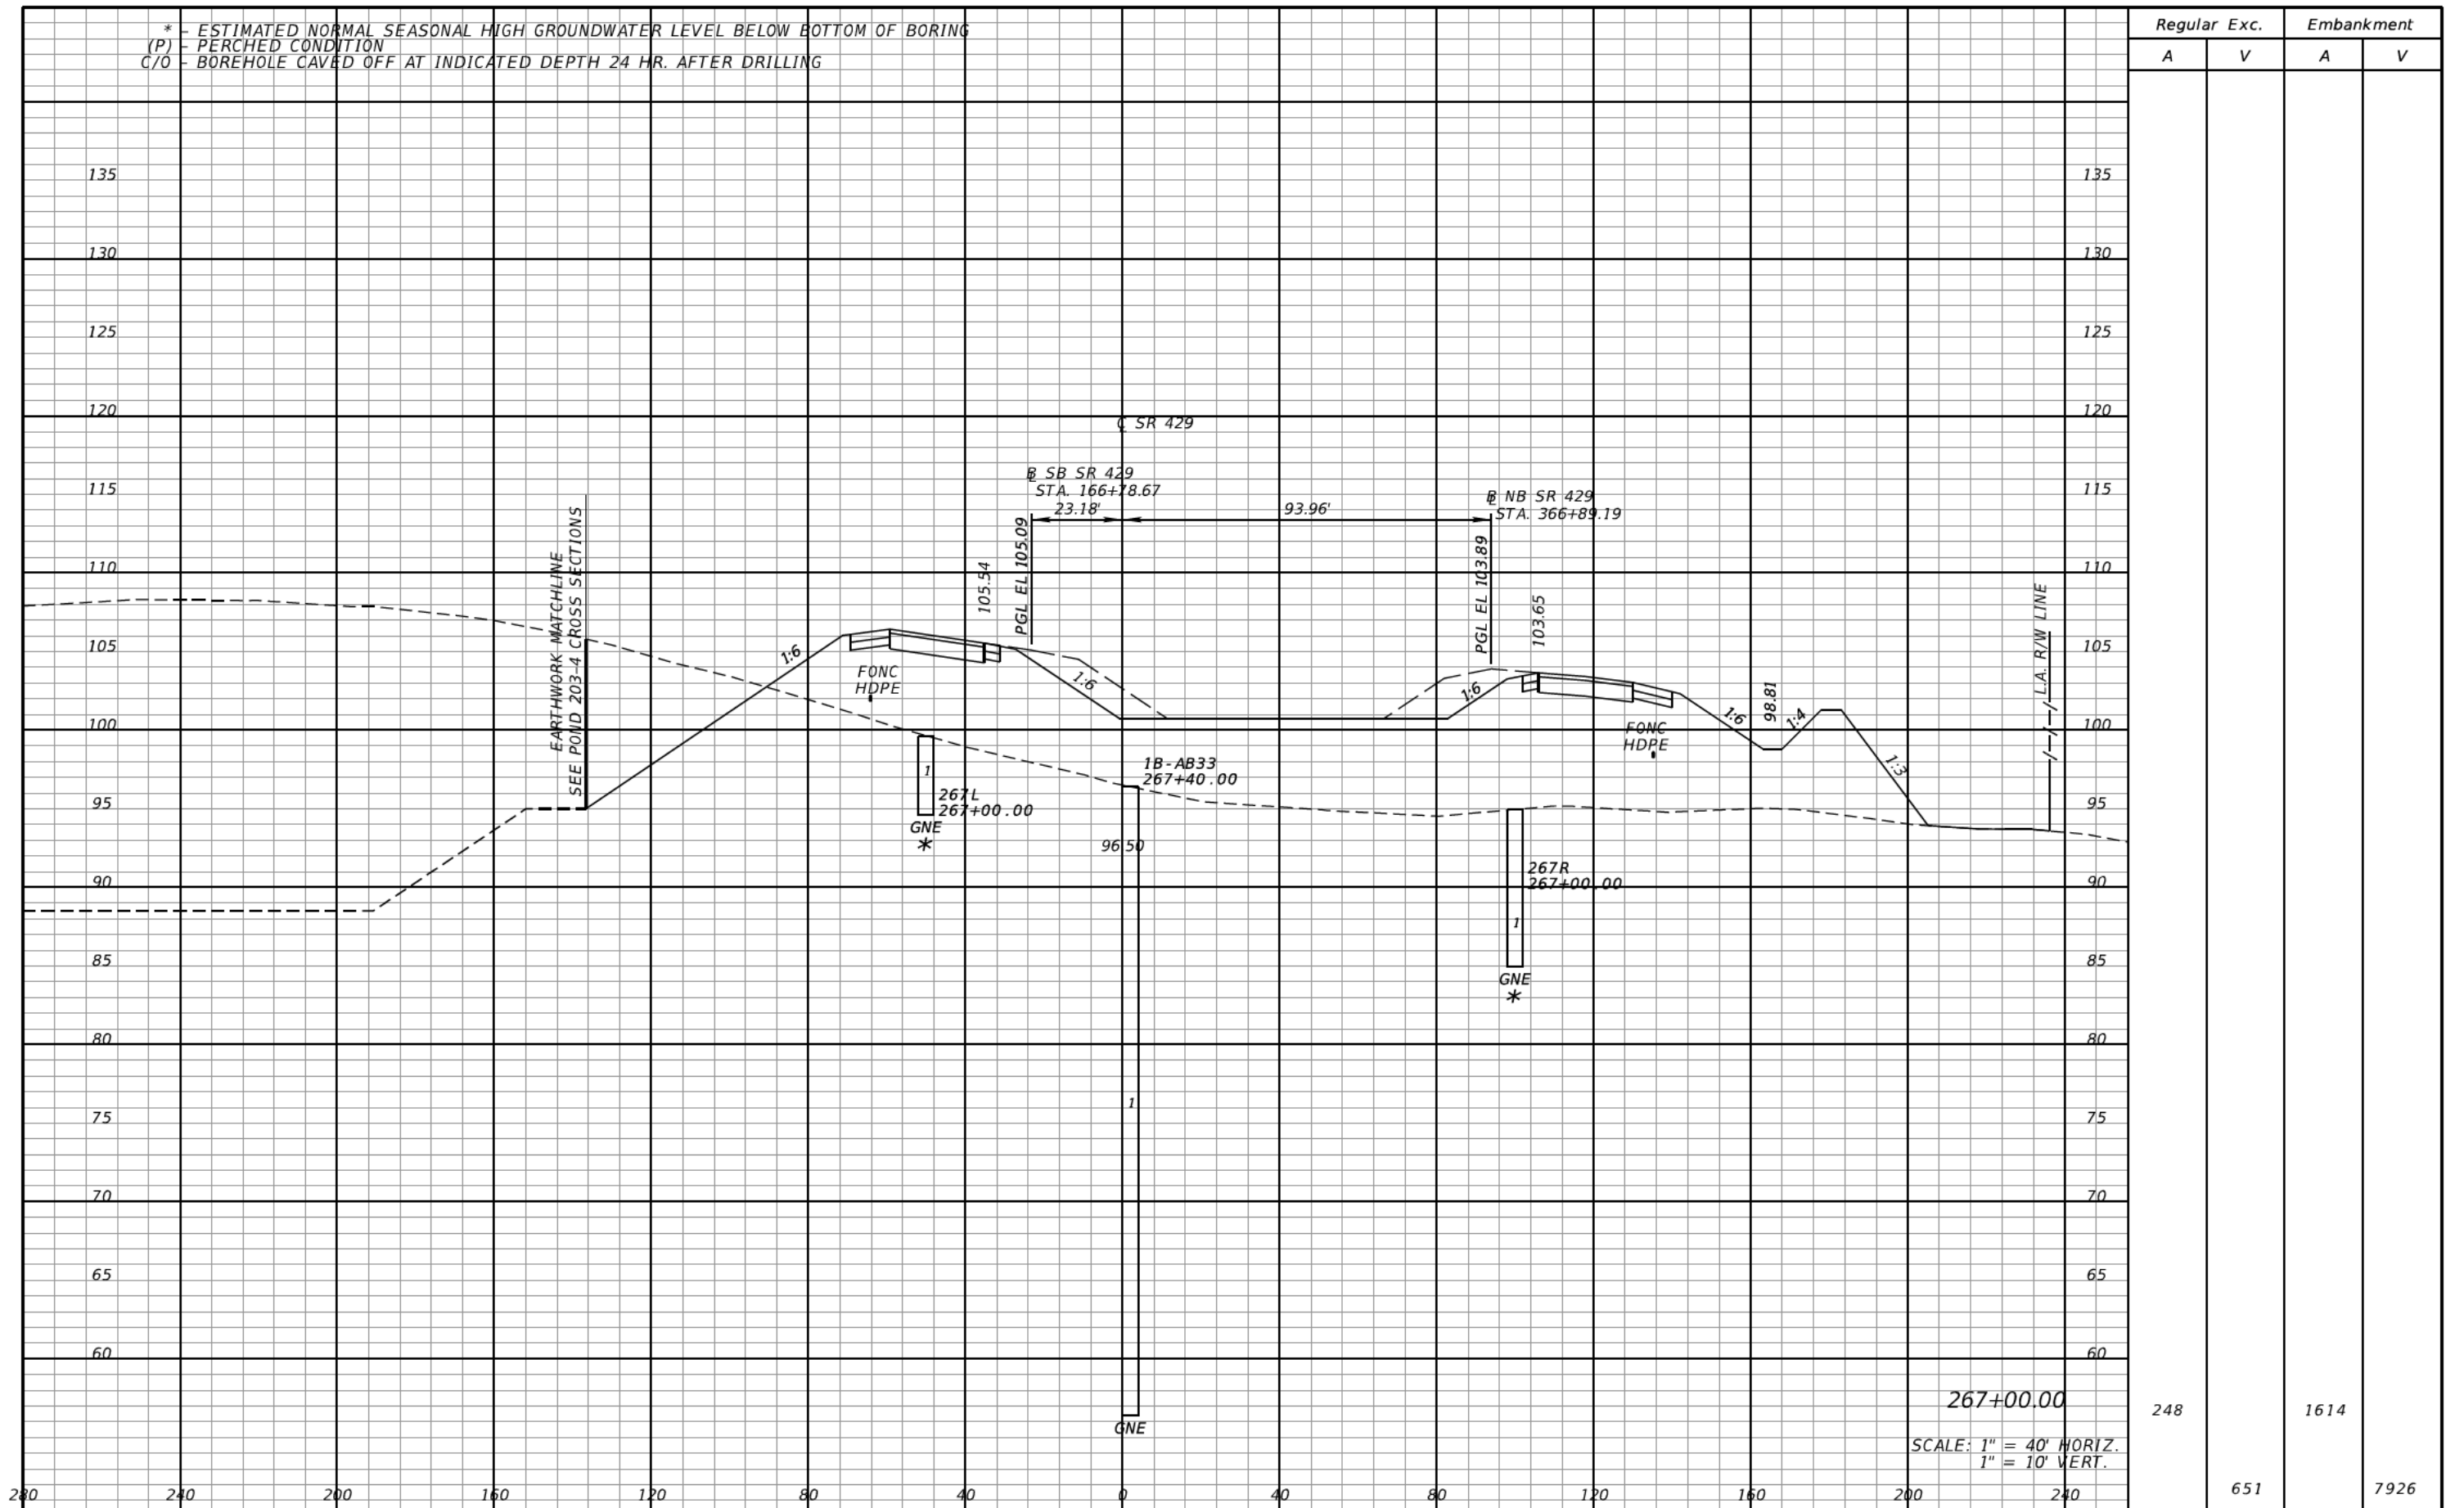 * - ESTIMATED NORMAL SEASONAL HIGH GROUNDWATER LEVEL BELOW BOTTOM OF BORING
(P) - PERCHED CONDITION
C/O - BOREHOLE CAVED OFF AT INDICATED DEPTH 24 HR. AFTER DRILLING
Regular Exc. Embankment
A V A V
135 135
130 130
125 125
120 120
℄ SR 429
115 115
B SB SR 429
STA. 166+78.67
23.18'
93.96'
B NB SR 429
STA. 366+89.19
110 110
EARTHWORK MATCHLINE
SEE POND 203-4 CROSS SECTIONS
105.54
PGL EL 105.09
PGL EL 103.89
103.65
L.A. R/W LINE
105 105
1:6
FONC
HDPE
1:6
1:6
1:6
98.81
1:4
100 100
FONC
HDPE
1:3
1
267L
267+00.00
GNE
*
1B-AB33
267+40.00
96.50
95 95
267R
267+00.00
1
GNE
*
90 90
85 85
80 80
75 75
1
70 70
65 65
60 60
GNE
267+00.00
248 1614
SCALE: 1" = 40' HORIZ.
1" = 10' VERT.
651 7926
280 240 200 160 120 80 40 0 40 80 120 160 200 240